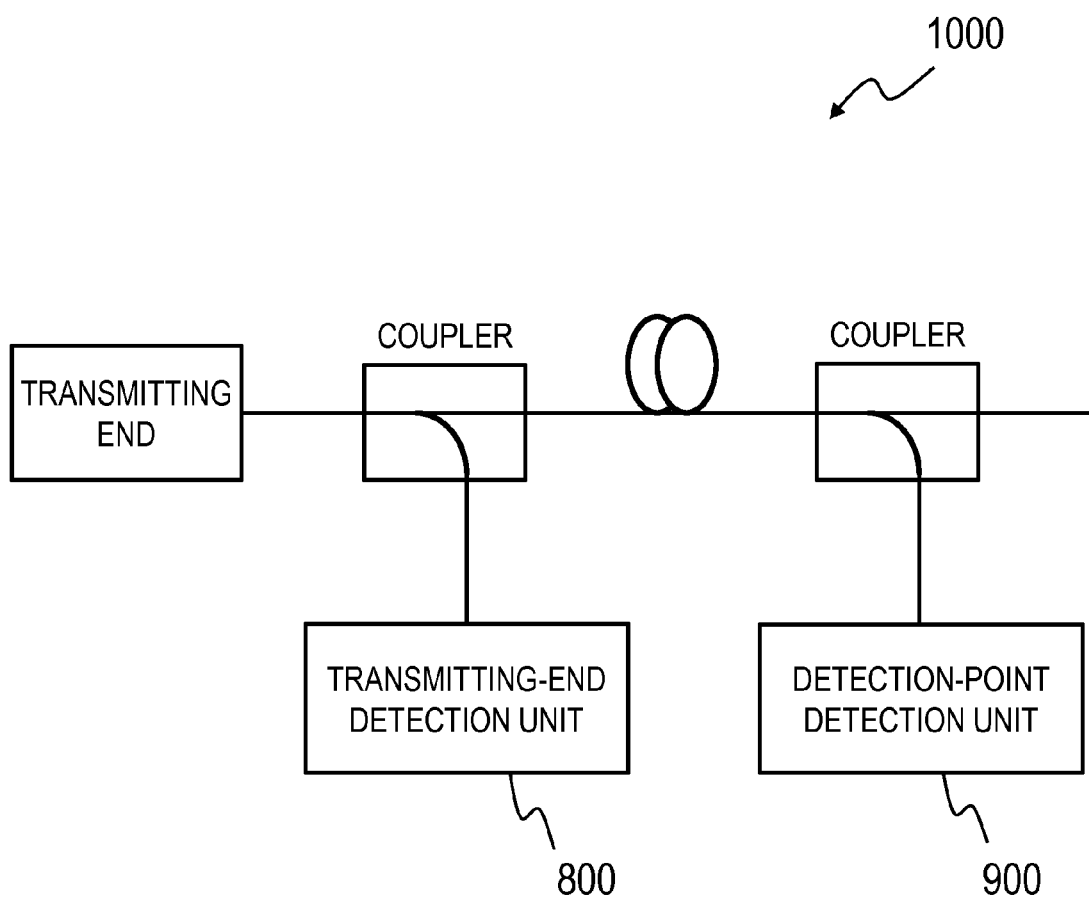 1000
COUPLER
COUPLER
TRANSMITTING
END
TRANSMITTING-END
DETECTION UNIT
DETECTION-POINT
DETECTION UNIT
800
900